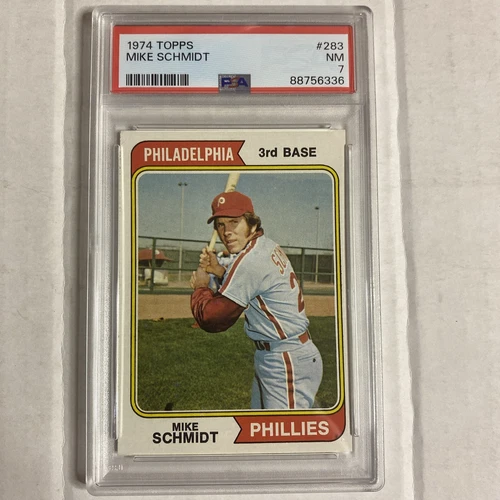 1974 TOPPS #283
MIKE SCHMIDT NM
7
PSA 88756336
PHILADELPHIA 3rd BASE
P
MIKE
SCHMIDT PHILLIES